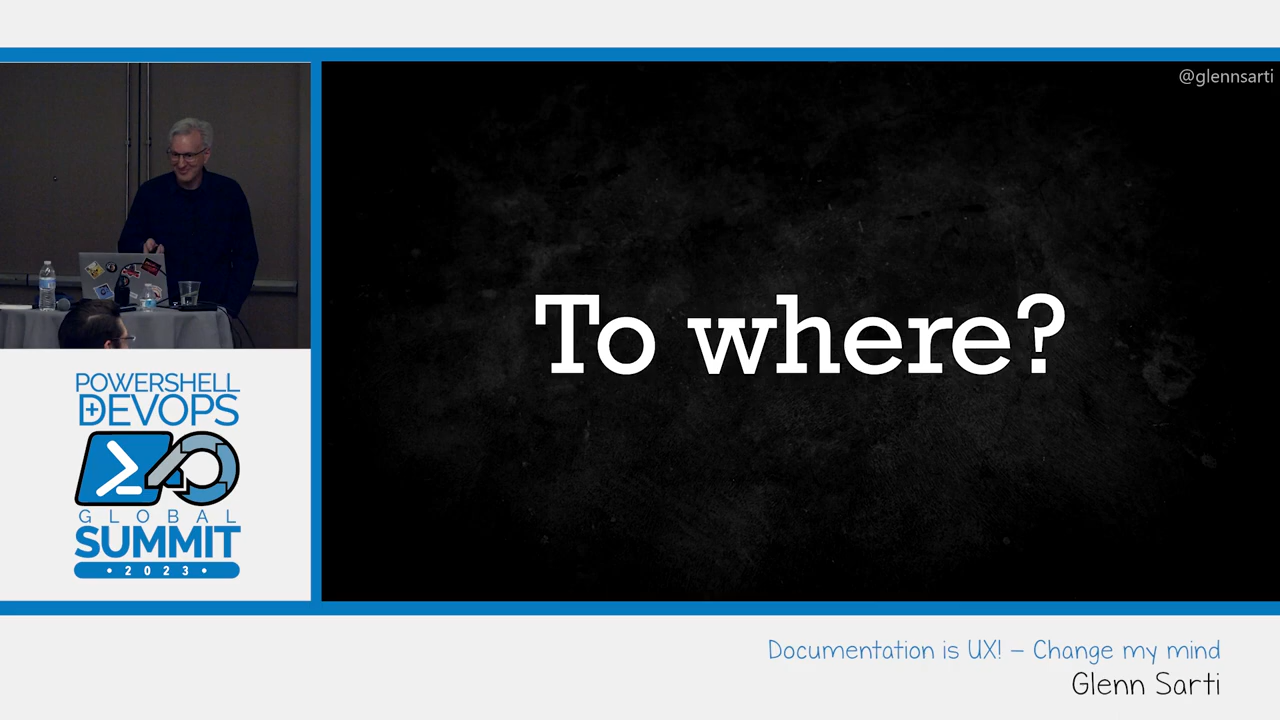 @glennsarti
To where?
POWERSHELL
+DEVOPS
GLOBAL
SUMMIT
• 2023 •
Documentation is UX! – Change my mind
Glenn Sarti